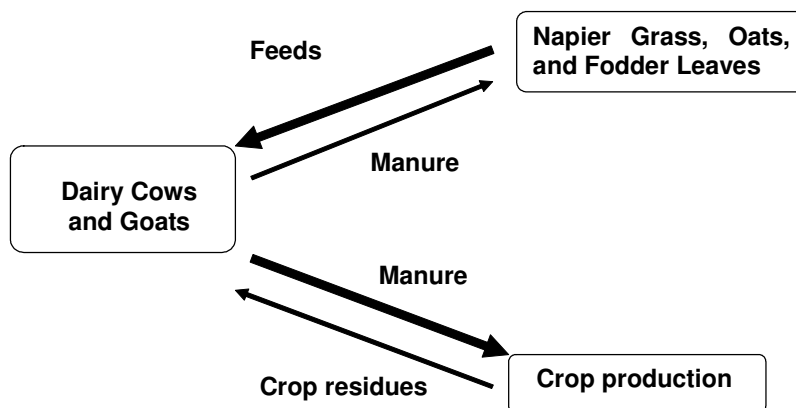 Feeds
Napier Grass, Oats,
and Fodder Leaves
Manure
Dairy Cows
and Goats
Manure
Crop residues
Crop production